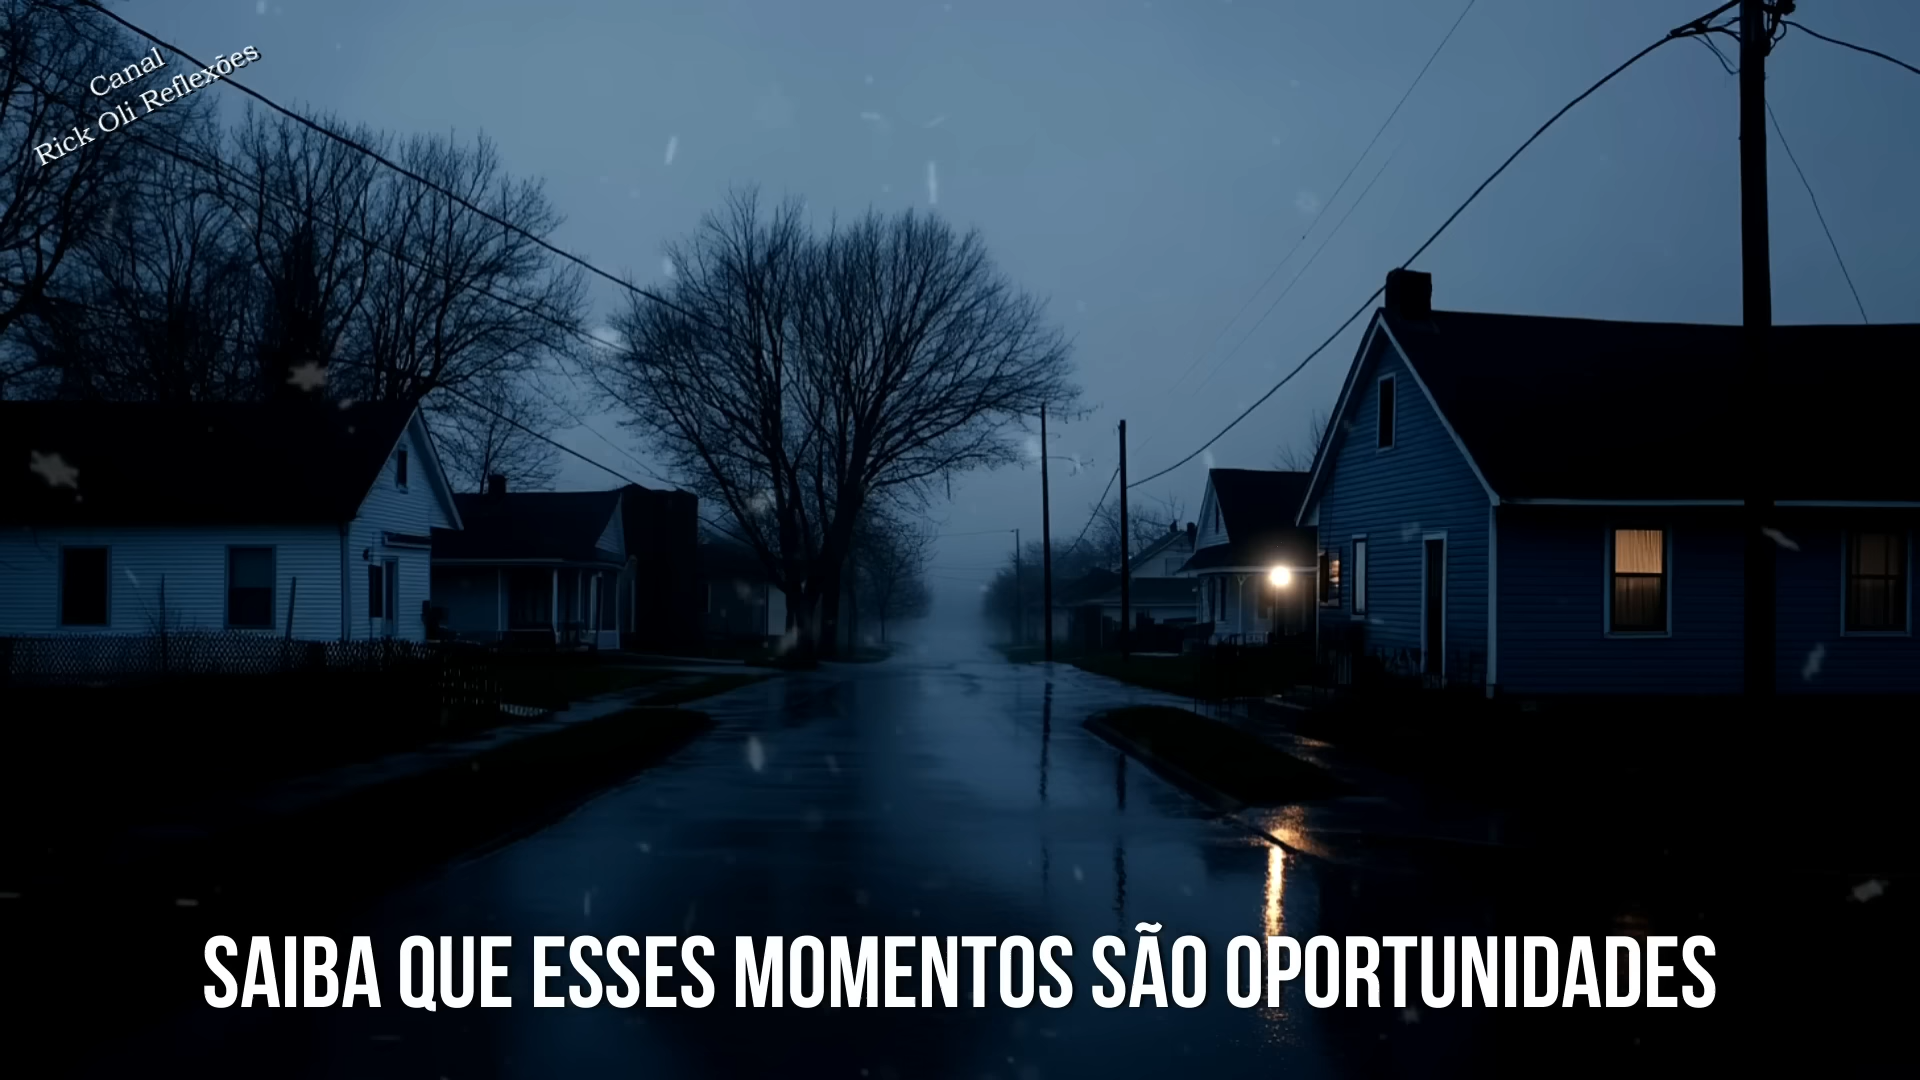 Canal
Rick Oli Reflexões
SAIBA QUE ESSES MOMENTOS SÃO OPORTUNIDADES